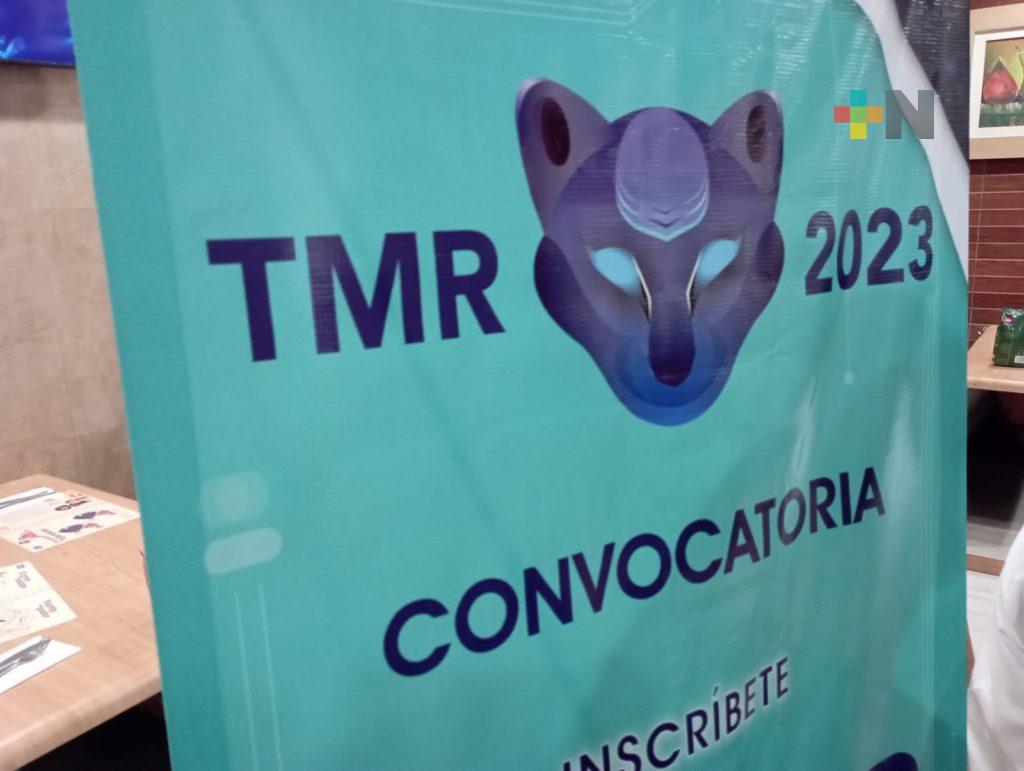 +N
TMR 2023
CONVOCATORIA
INSCRÍBETE